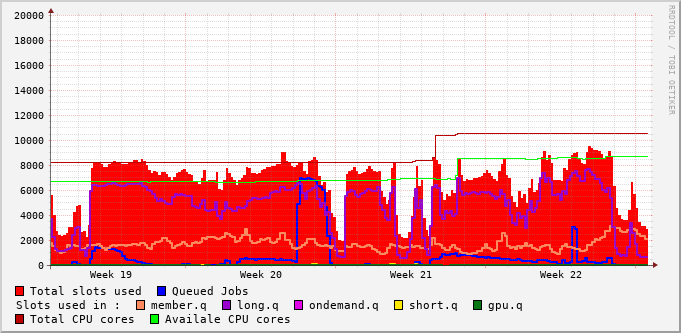 20000
18000
16000
14000
12000
10000
8000
6000
4000
2000
0
Week 19 Week 20 Week 21 Week 22
Total slots used Queued Jobs
Slots used in : member.q long.q ondemand.q short.q gpu.q
Total CPU cores Availale CPU cores
RRDTOOL / TOBI OETIKER